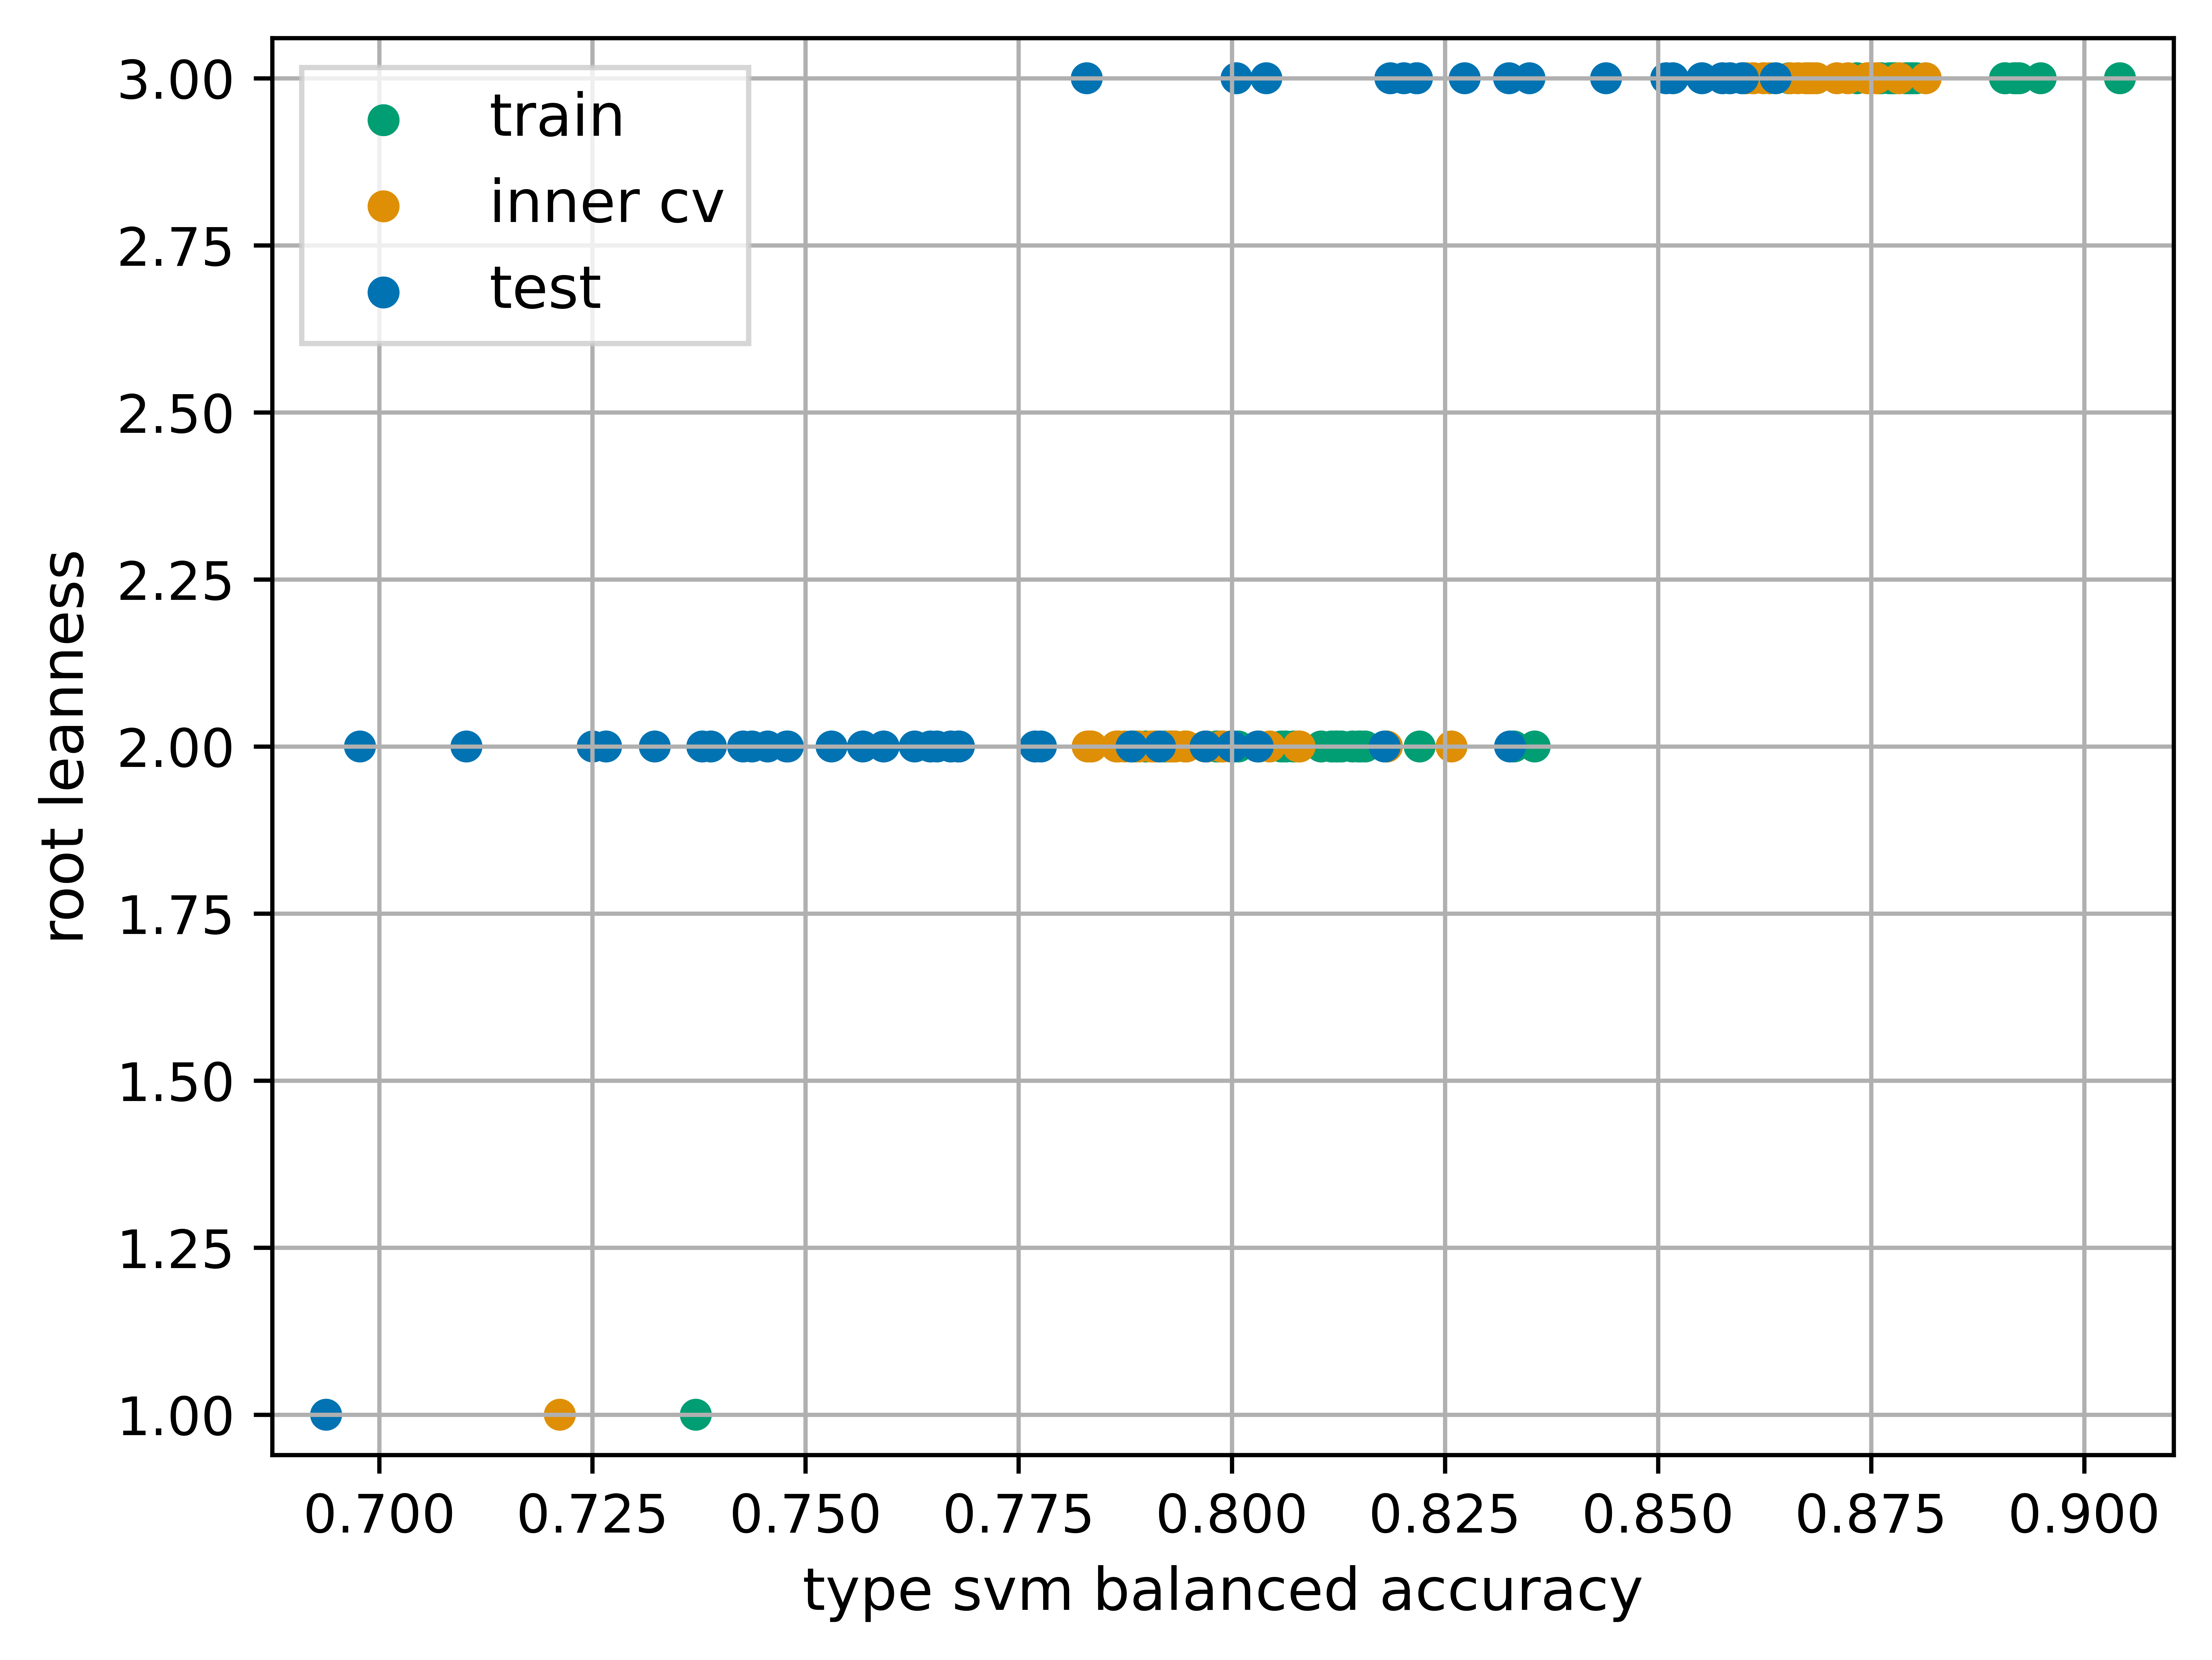 train
inner cv
test
3.00
2.75
2.50
2.25
2.00
1.75
1.50
1.25
1.00
root leanness
0.700 0.725 0.750 0.775 0.800 0.825 0.850 0.875 0.900
type svm balanced accuracy